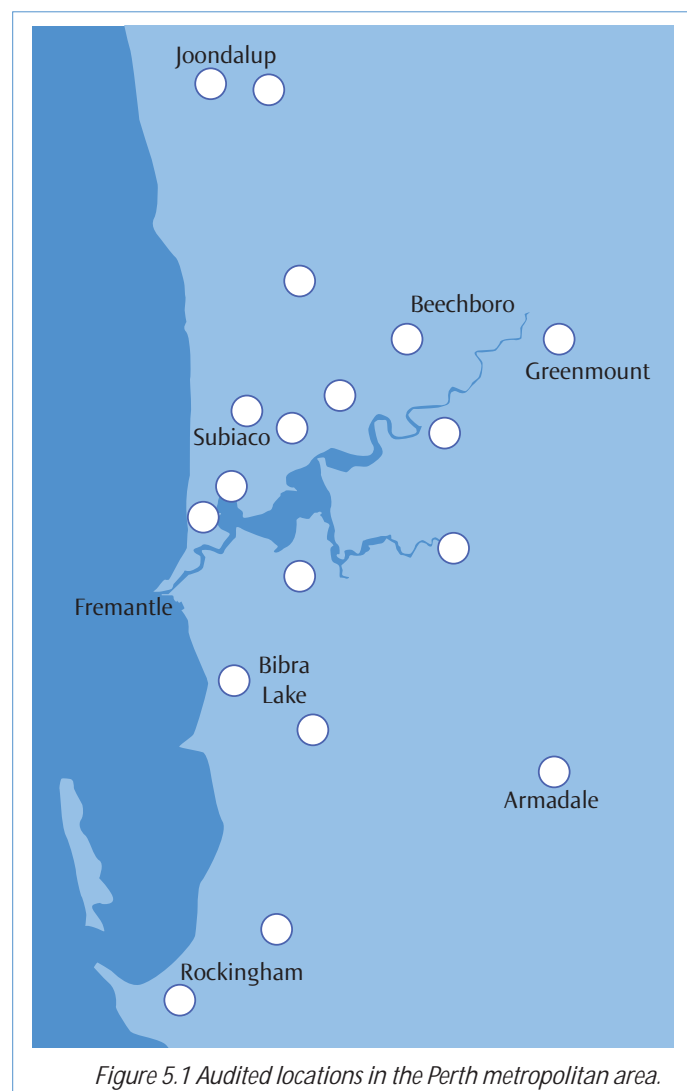 Joondalup
Beechboro
Greenmount
Subiaco
Fremantle
Bibra
Lake
Armadale
Rockingham
Figure 5.1 Audited locations in the Perth metropolitan area.